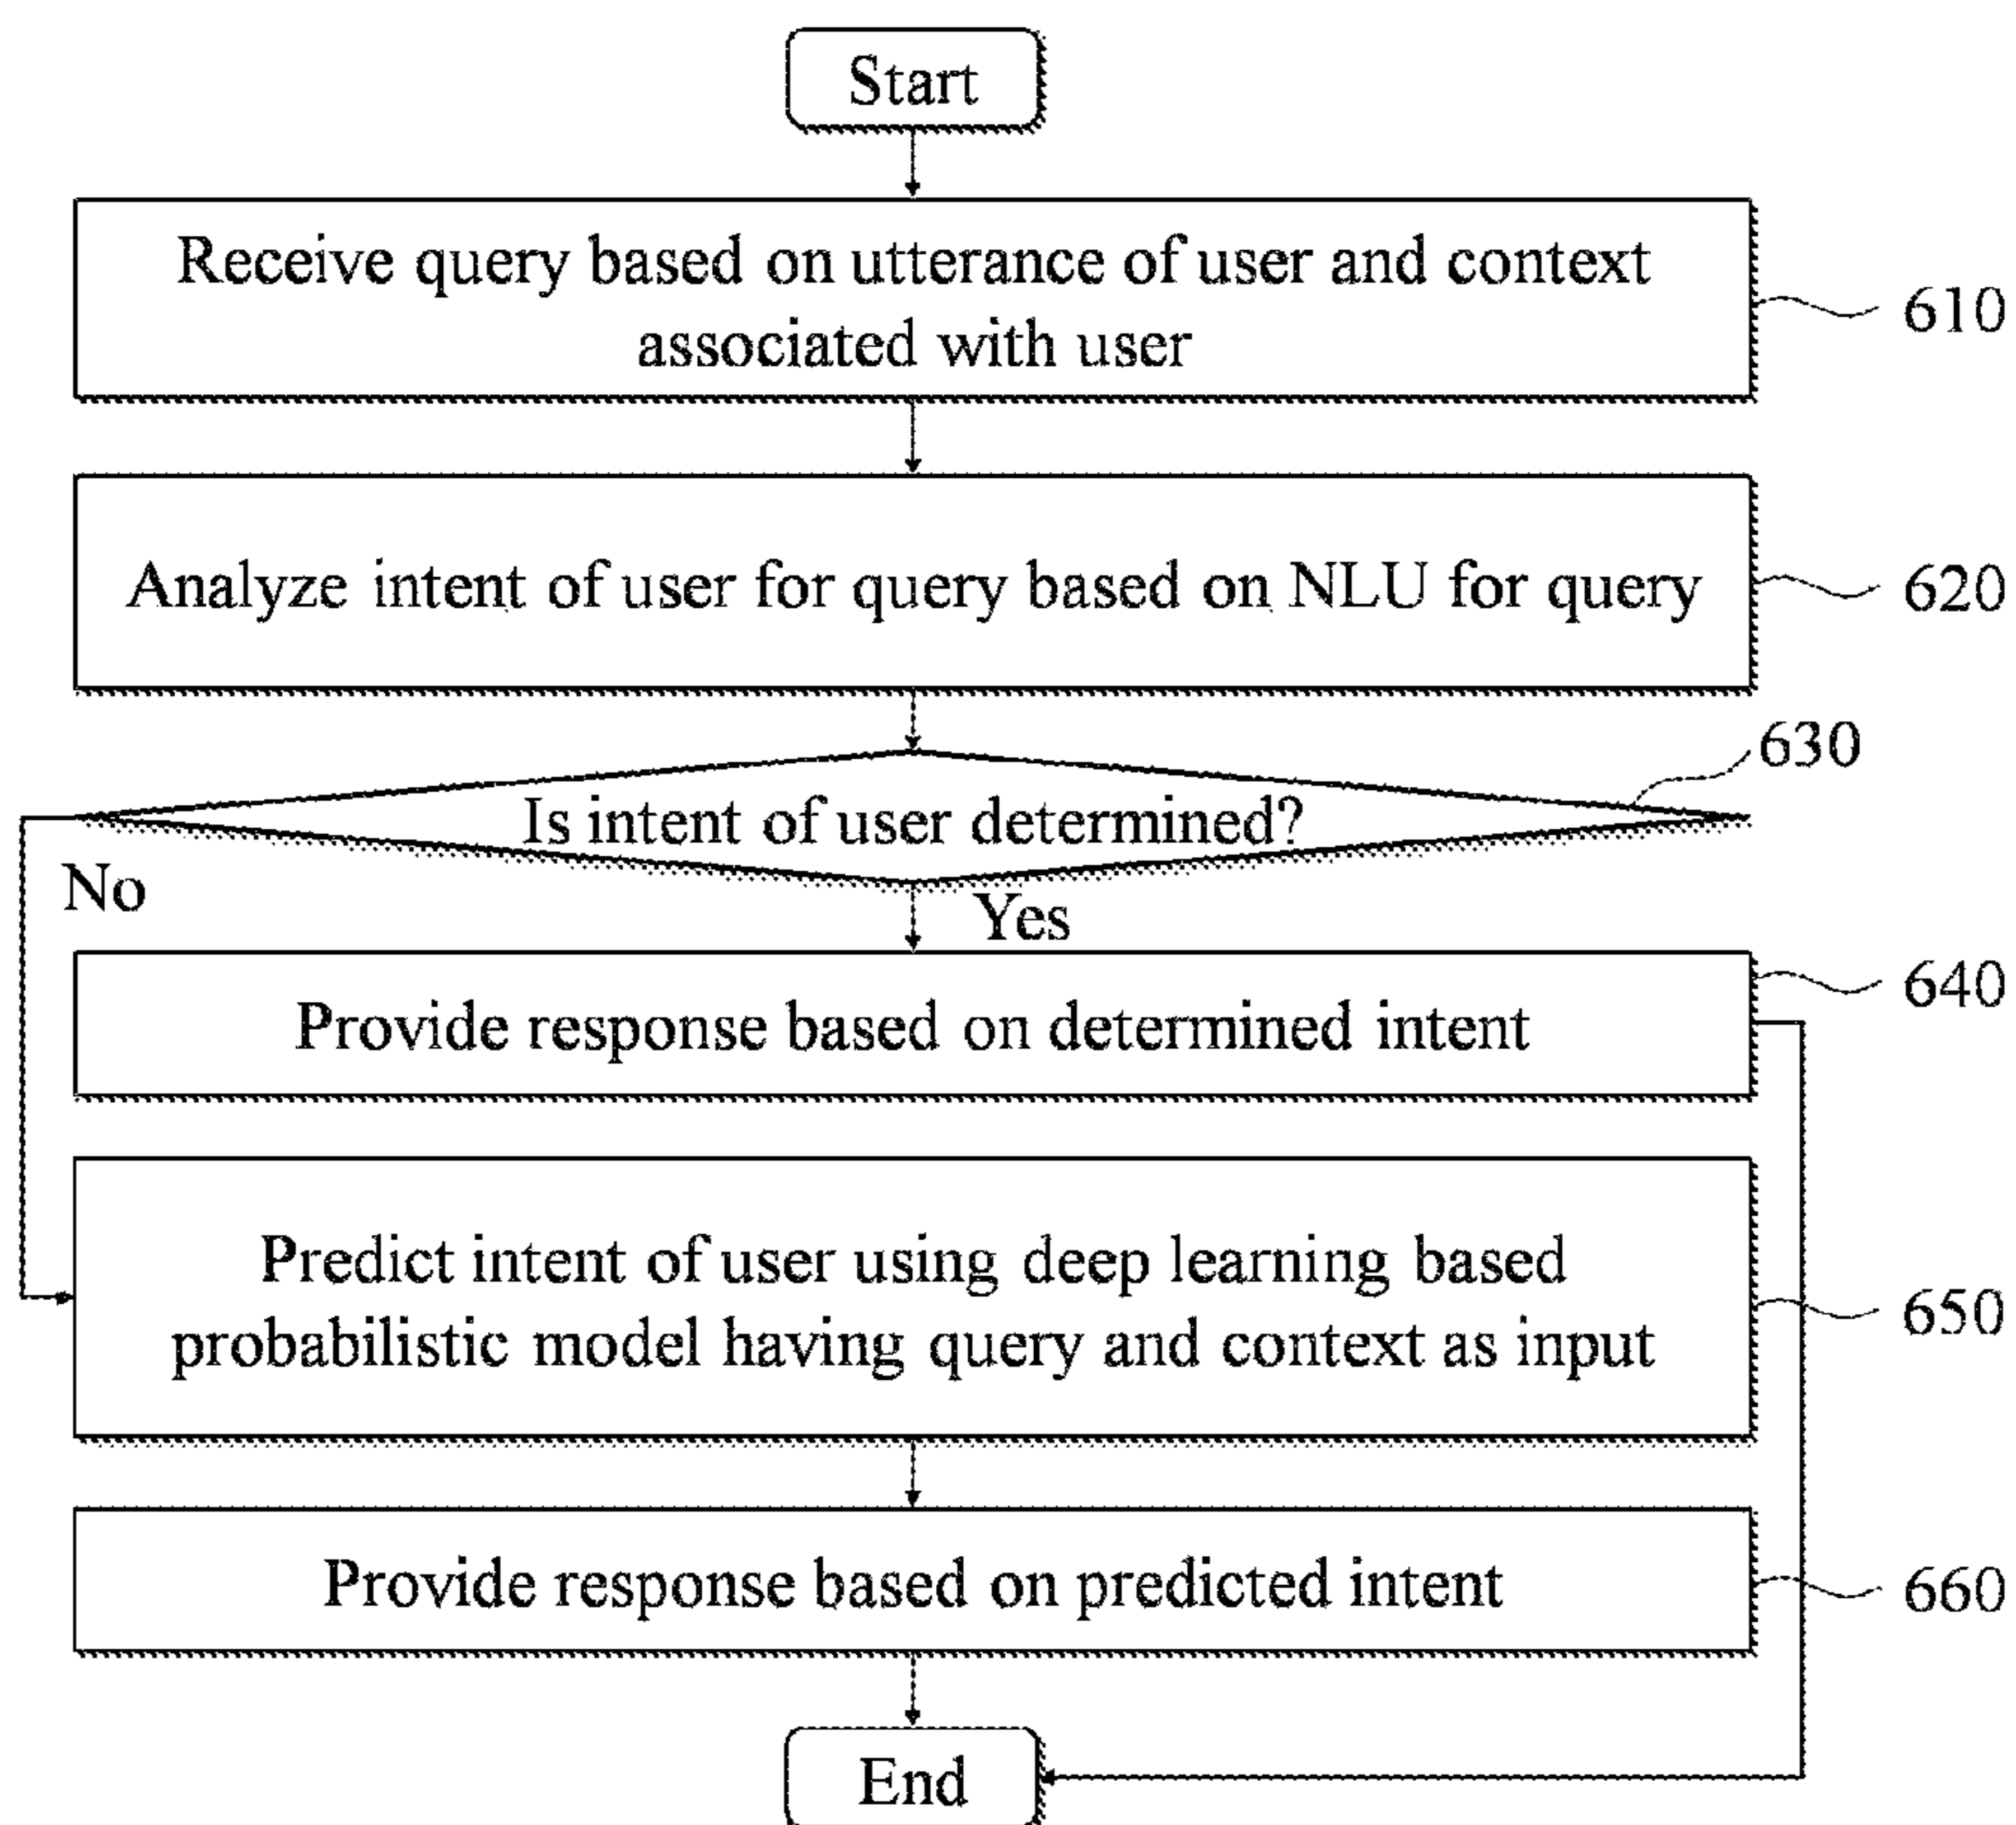 Start
Receive query based on utterance of user and context
associated with user
610
Analyze intent of user for query based on NLU for query
620
630
Is intent of user determined?
No
Yes
640
Provide response based on determined intent
Predict intent of user using deep learning based
probabilistic model having query and context as input
650
Provide response based on predicted intent
660
End